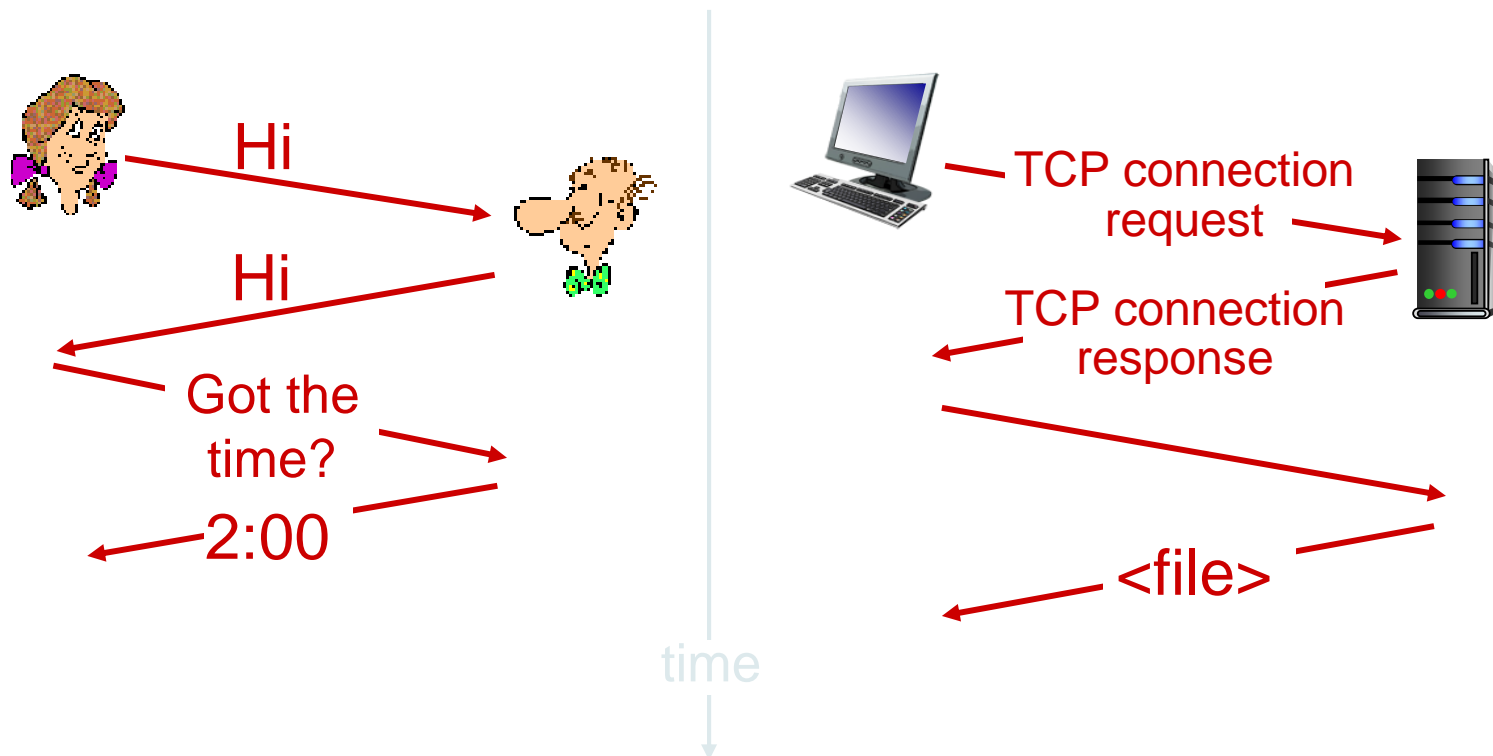 Hi
Hi
Got the
time?
2:00
TCP connection
request
TCP connection
response
<file>
time